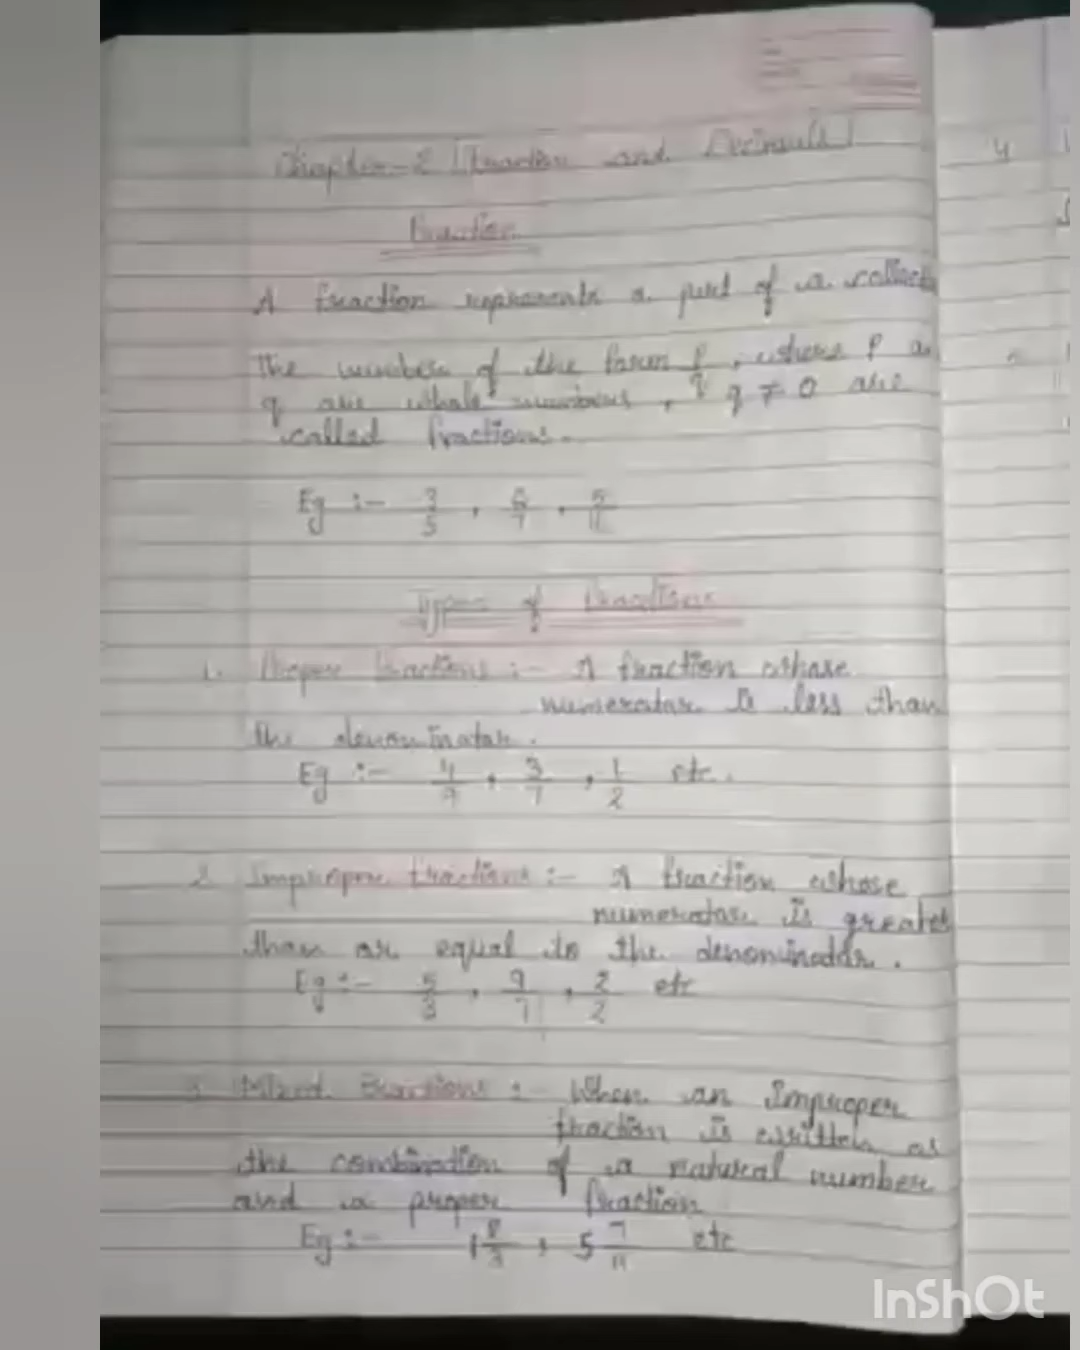 Chapter-2 [Fraction and Decimals]
Fraction
A fraction represents a part of a collecti
The number of the form p/q, where p a
q are whole numbers, q ≠ 0 are
called fractions.
Eg :- 3/5, 6/7, 5/11
Types of Fractions
1. Proper fractions :- A fraction whose
numerator is less than
the denominator.
Eg :- 4/9, 3/7, 1/2 etc.
2. Improper fractions :- A fraction whose
numerator is greater
than or equal to the denominator.
Eg :- 5/3, 9/7, 2/2 etc
3. Mixed Fractions :- When an Improper
fraction is written as
the combination of a natural number
and a proper fraction
Eg :- 5 7/11 etc
InShOt